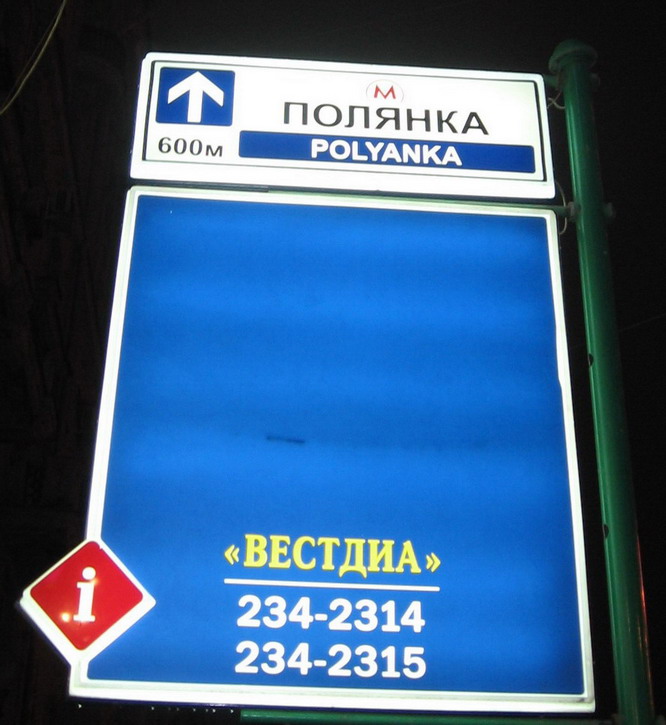 М
ПОЛЯНКА
600м
POLYANKA
«ВЕСТДИА»
234-2314
234-2315
i